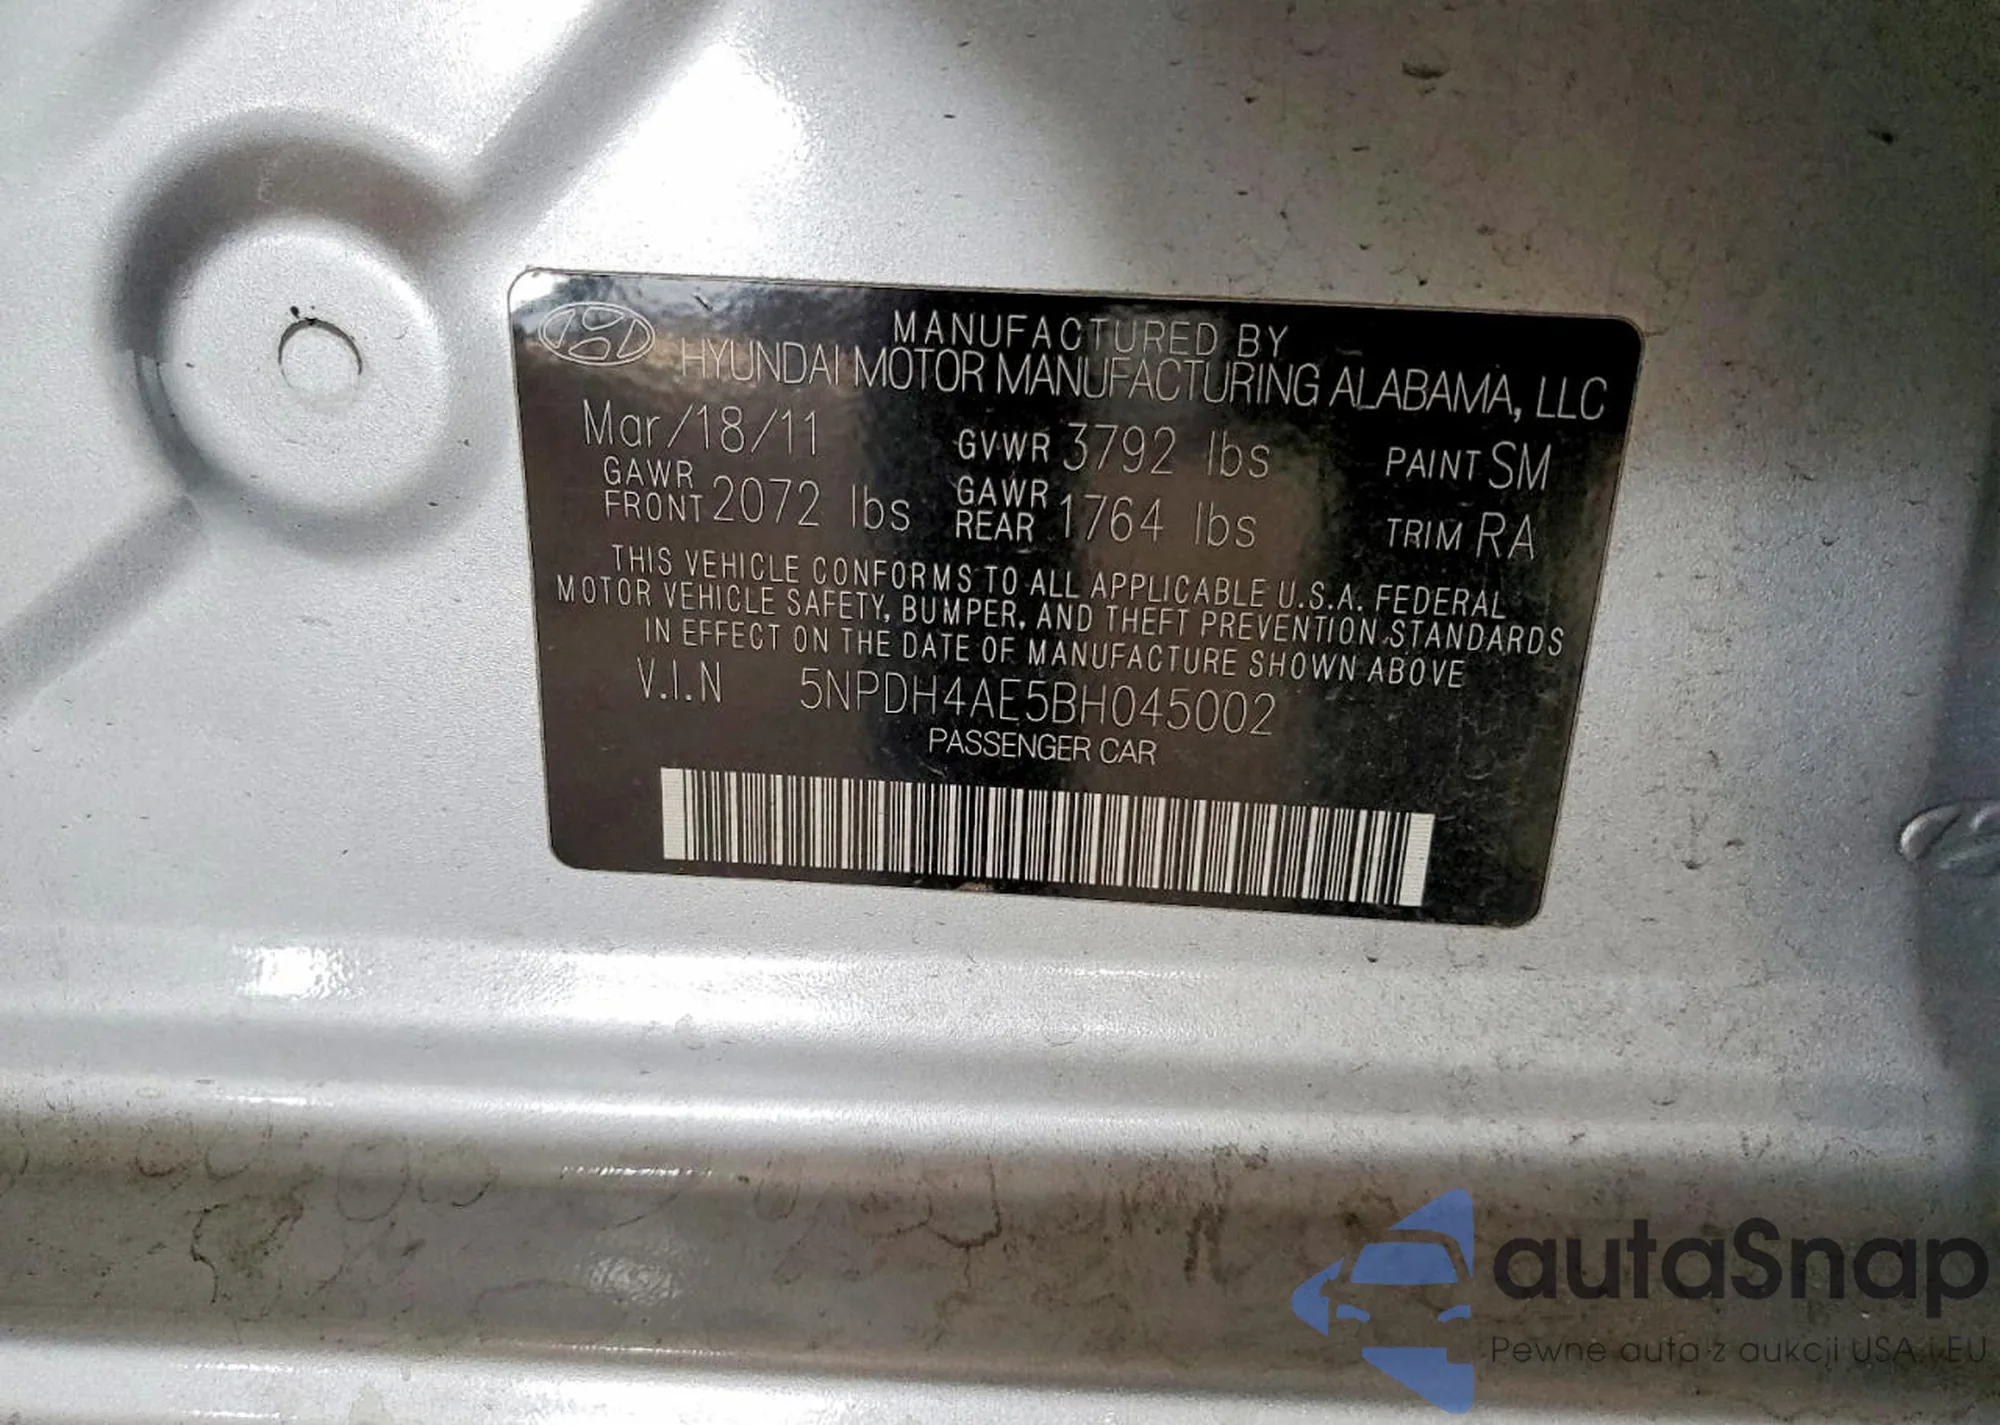 MANUFACTURED BY
HYUNDAI MOTOR MANUFACTURING ALABAMA, LLC
Mar/18/11 GVWR 3792 lbs PAINT SM
GAWR FRONT 2072 lbs GAWR REAR 1764 lbs TRIM RA
THIS VEHICLE CONFORMS TO ALL APPLICABLE U.S.A. FEDERAL
MOTOR VEHICLE SAFETY, BUMPER, AND THEFT PREVENTION STANDARDS
IN EFFECT ON THE DATE OF MANUFACTURE SHOWN ABOVE
V.I.N 5NPDH4AE5BH045002
PASSENGER CAR
autaSnap
Pewne auta z aukcji USA i EU